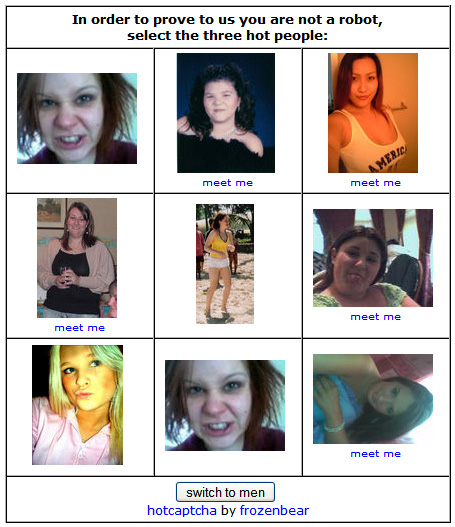 In order to prove to us you are not a robot,
select the three hot people:
meet me
AMERIC
meet me
meet me
meet me
meet me
switch to men
hotcaptcha by frozenbear